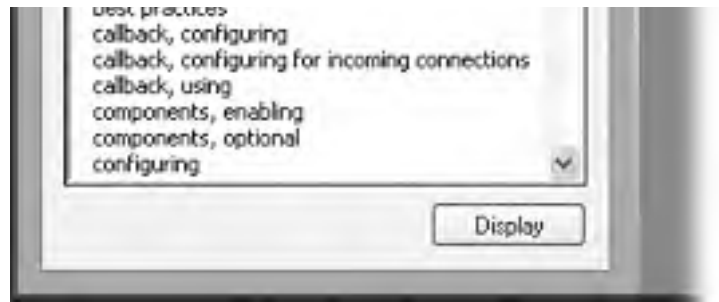 best practices
callback, configuring
callback, configuring for incoming connections
callback, using
components, enabling
components, optional
configuring
Display